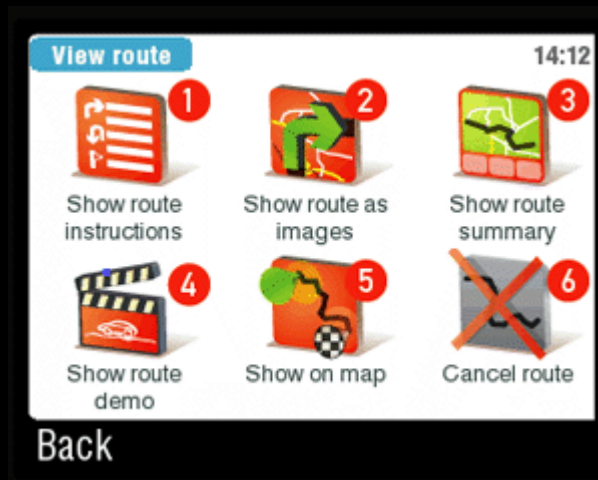 View route
14:12
1
2
3
Show route
instructions
Show route as
images
Show route
summary
4
5
6
Show route
demo
Show on map
Cancel route
Back